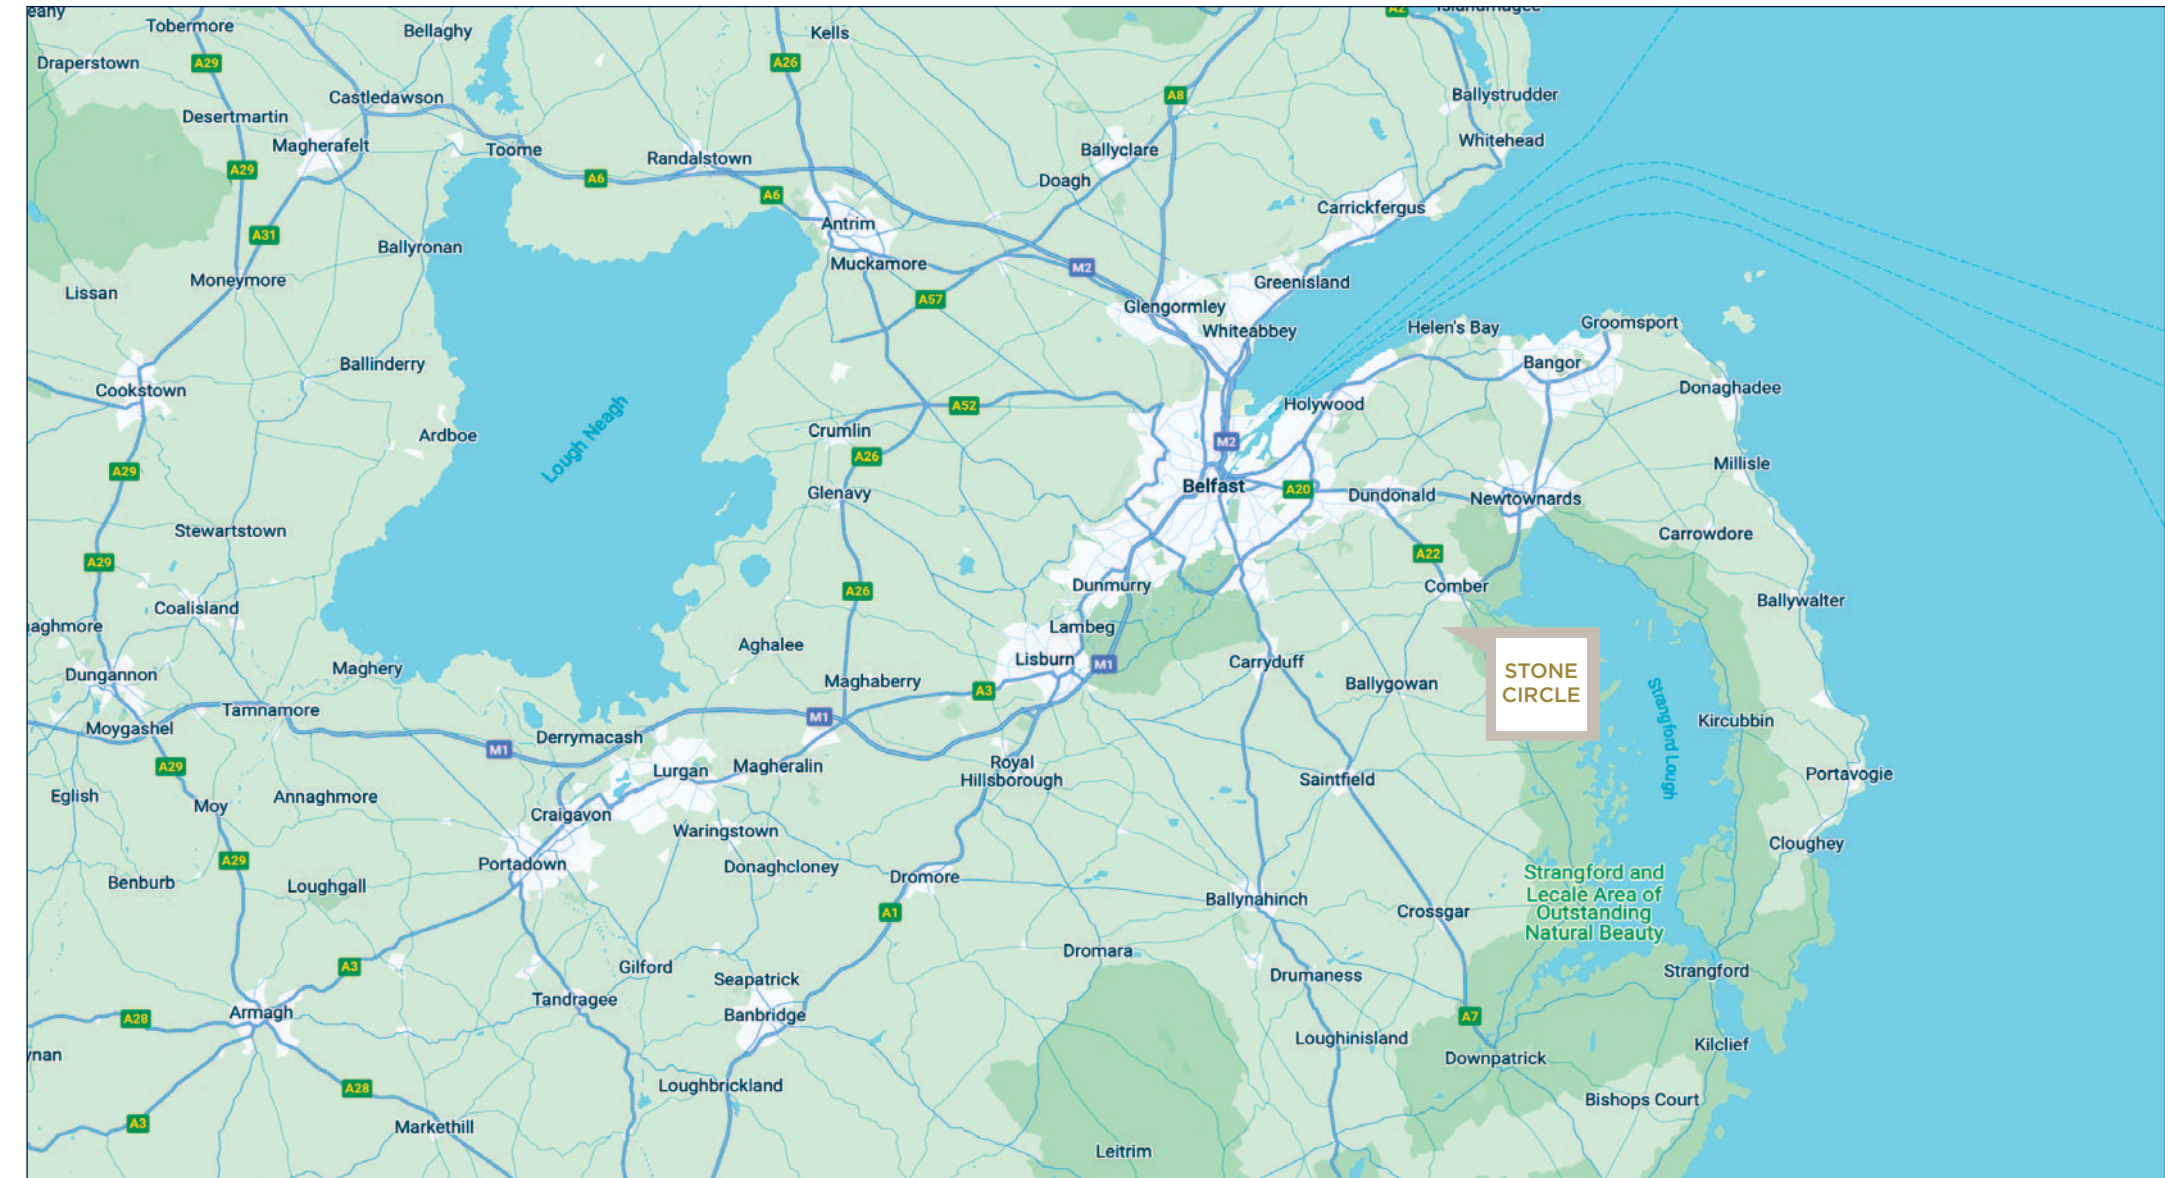 Tobermore
Bellaghy
Kells
A2
Draperstown
A29
A26
A8
Ballystrudder
Castledawson
Desertmartin
Magherafelt
Toome
Randalstown
Ballyclare
Whitehead
A29
A6
A6
Doagh
Carrickfergus
A31
Antrim
Ballyronan
Muckamore
M2
Moneymore
Lissan
A57
Greenisland
Glengormley
Whiteabbey
Helen's Bay
Groomsport
Ballinderry
Bangor
Cookstown
Donaghadee
A52
Holywood
Ardboe
Lough Neagh
Crumlin
M2
A29
A26
Millisle
Belfast
A20
Dundonald
Newtownards
Glenavy
Stewartstown
Carrowdore
A29
A22
Dunmurry
Comber
A26
Coalisland
Ballywalter
aghmore
Lambeg
Aghalee
Lisburn
M1
Carryduff
STONE
CIRCLE
Dungannon
Maghery
Maghaberry
A3
Ballygowan
Tamnamore
M1
Kircubbin
Strangford Lough
Moygashel
Derrymacash
M1
A29
Lurgan
Magheralin
Royal
Hillsborough
Saintfield
Portavogie
Eglish
Moy
Annaghmore
Craigavon
Waringstown
Cloughey
A29
Portadown
Donaghcloney
Dromore
Strangford and
Lecale Area of
Outstanding
Natural Beauty
Benburb
Loughgall
Ballynahinch
A1
Crossgar
Dromara
A3
Gilford
Seapatrick
Drumaness
Strangford
Tandragee
Armagh
Banbridge
A28
A7
Loughinisland
Kilclief
ynan
Downpatrick
A28
Loughbrickland
Bishops Court
A3
Markethill
Leitrim